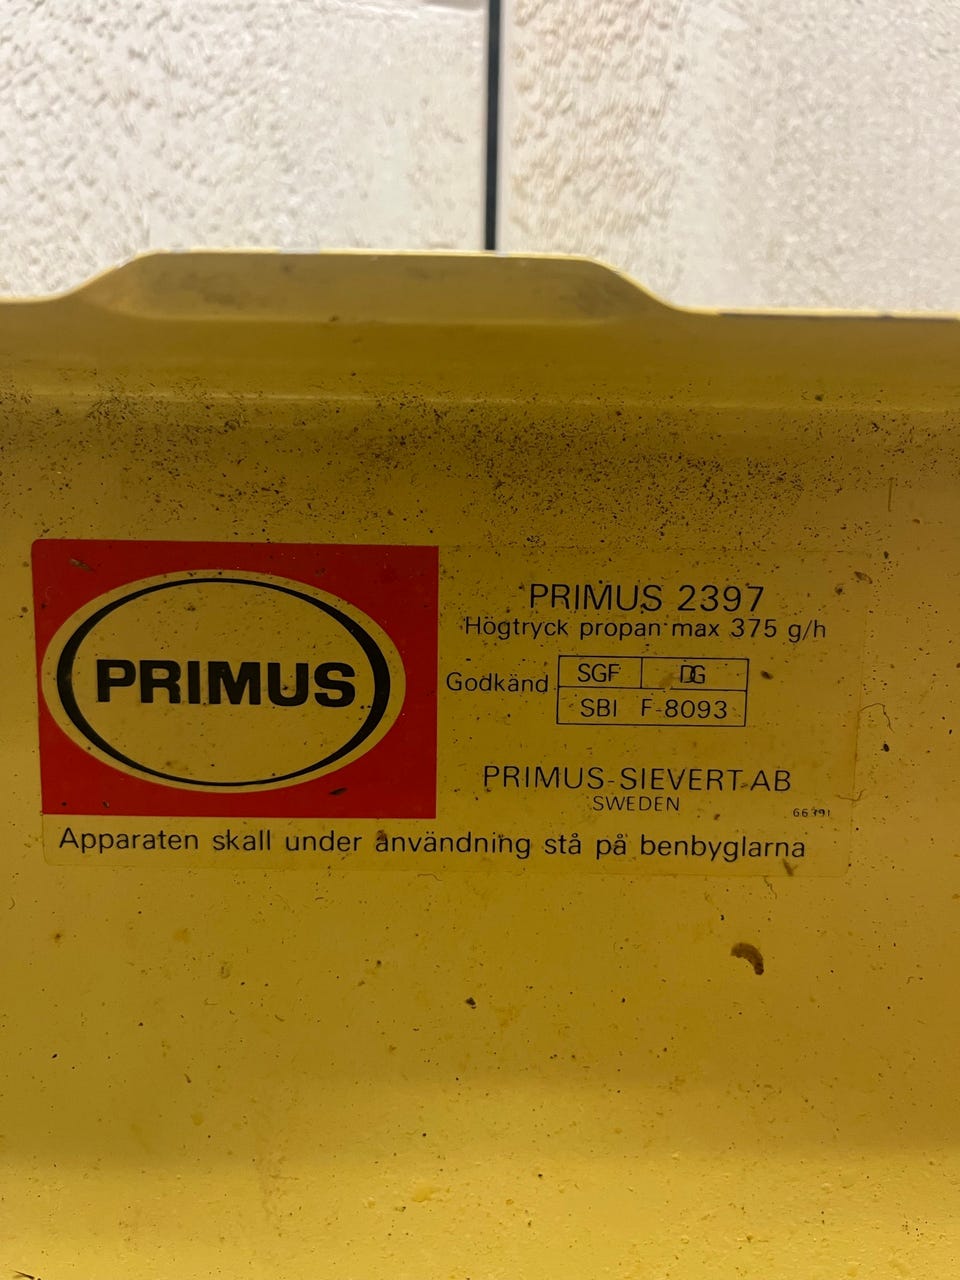 PRIMUS
PRIMUS 2397
Högtryck propan max 375 g/h
Godkänd SGF DG
SBI F-8093
PRIMUS-SIEVERT AB
SWEDEN
66391
Apparaten skall under användning stå på benbyglarna